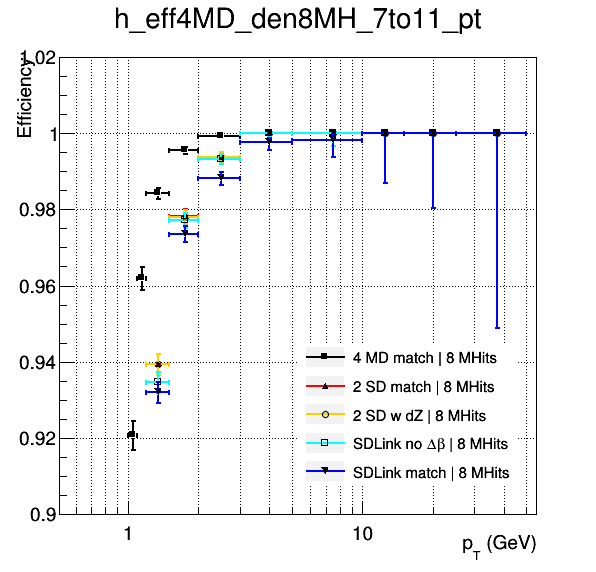 h_eff4MD_den8MH_7to11_pt
Efficiency
1.02
1
0.98
0.96
0.94
0.92
0.9
4 MD match | 8 MHits
2 SD match | 8 MHits
2 SD w dZ | 8 MHits
SDLink no Δβ | 8 MHits
SDLink match | 8 MHits
1
10
p_T (GeV)